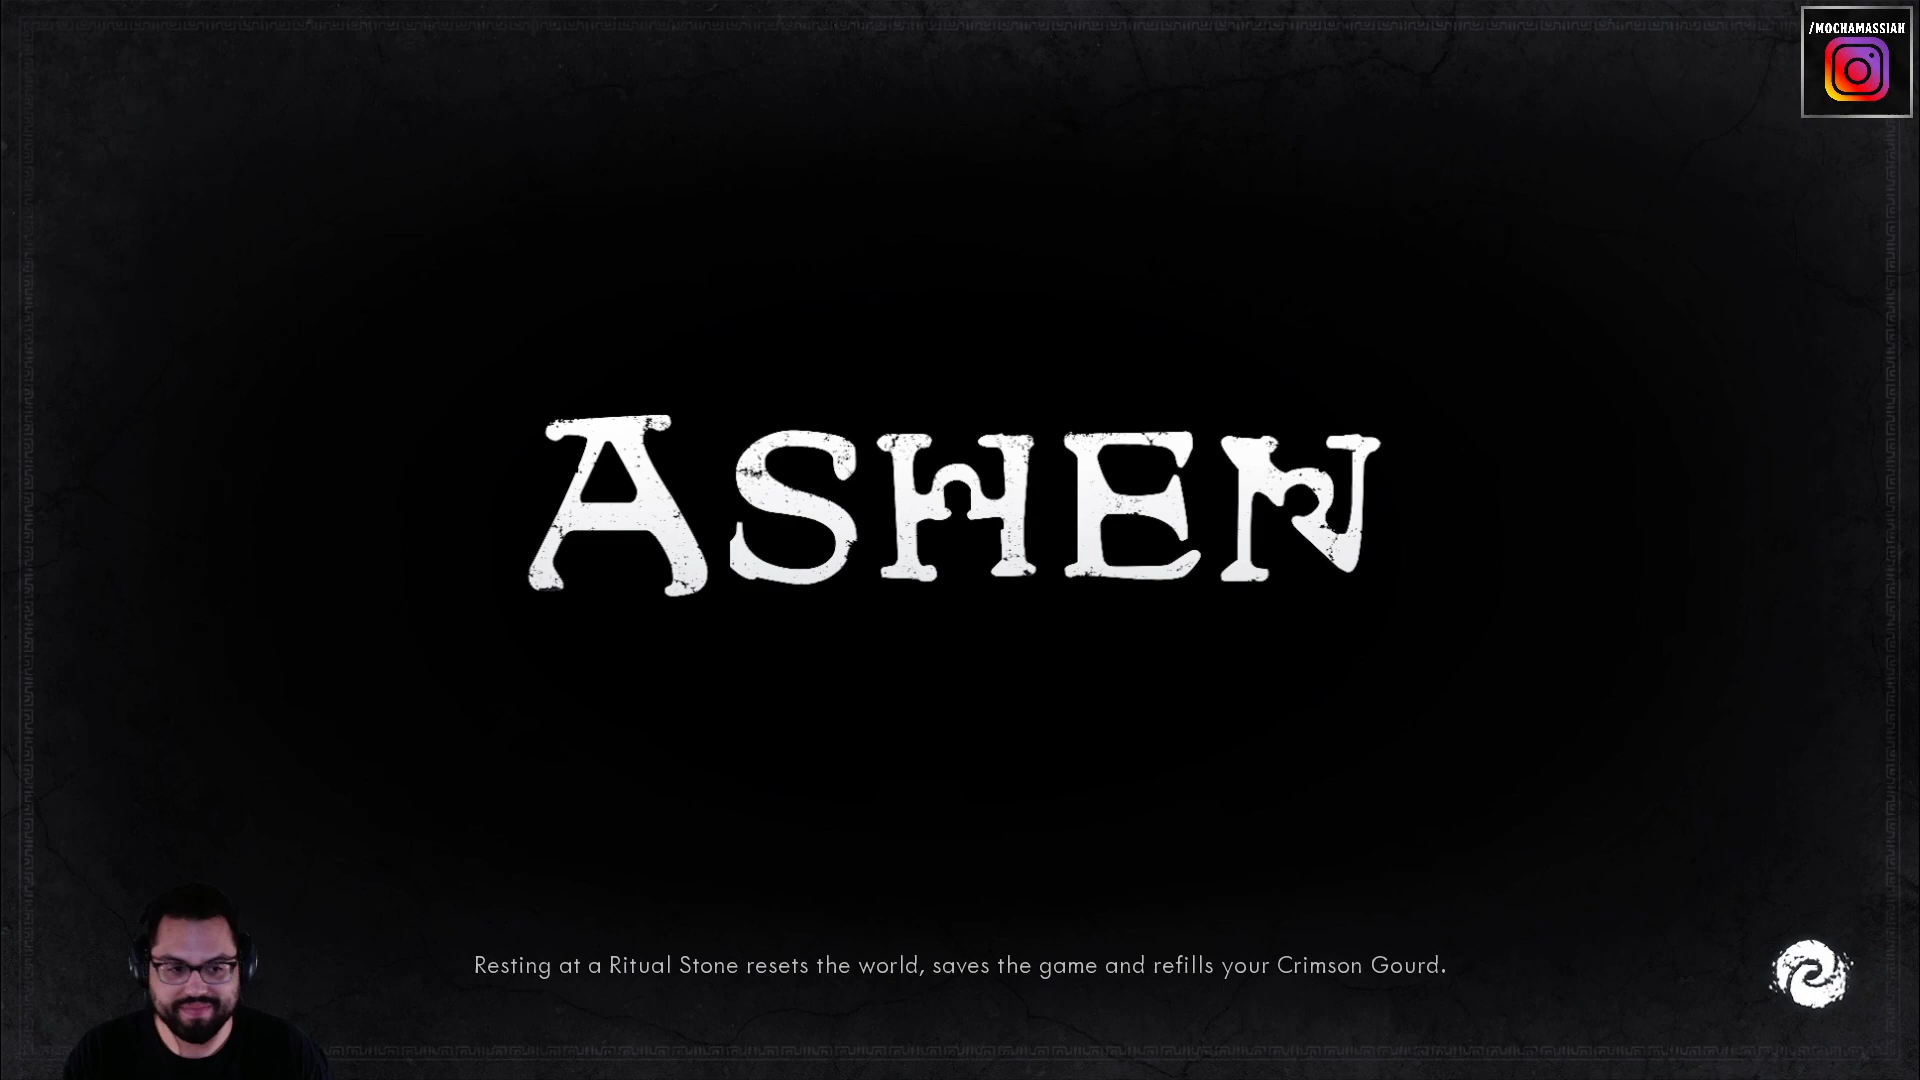 /MOCHAMASSIAH
ASHEN
Resting at a Ritual Stone resets the world, saves the game and refills your Crimson Gourd.